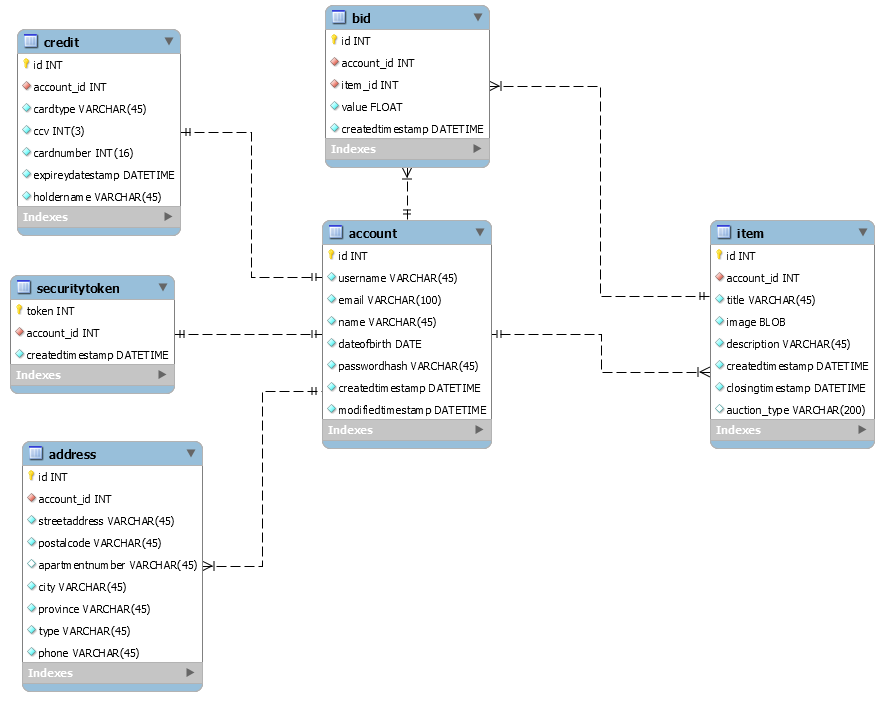 credit
id INT
account_id INT
cardtype VARCHAR(45)
ccv INT(3)
cardnumber INT(16)
expireydatestamp DATETIME
holdername VARCHAR(45)
Indexes
securitytoken
token INT
account_id INT
createdtimestamp DATETIME
Indexes
address
id INT
account_id INT
streetaddress VARCHAR(45)
postalcode VARCHAR(45)
apartmentnumber VARCHAR(45)
city VARCHAR(45)
province VARCHAR(45)
type VARCHAR(45)
phone VARCHAR(45)
Indexes
bid
id INT
account_id INT
item_id INT
value FLOAT
createdtimestamp DATETIME
Indexes
account
id INT
username VARCHAR(45)
email VARCHAR(100)
name VARCHAR(45)
dateofbirth DATE
passwordhash VARCHAR(45)
createdtimestamp DATETIME
modifiedtimestamp DATETIME
Indexes
item
id INT
account_id INT
title VARCHAR(45)
image BLOB
description VARCHAR(45)
createdtimestamp DATETIME
closingtimestamp DATETIME
auction_type VARCHAR(200)
Indexes